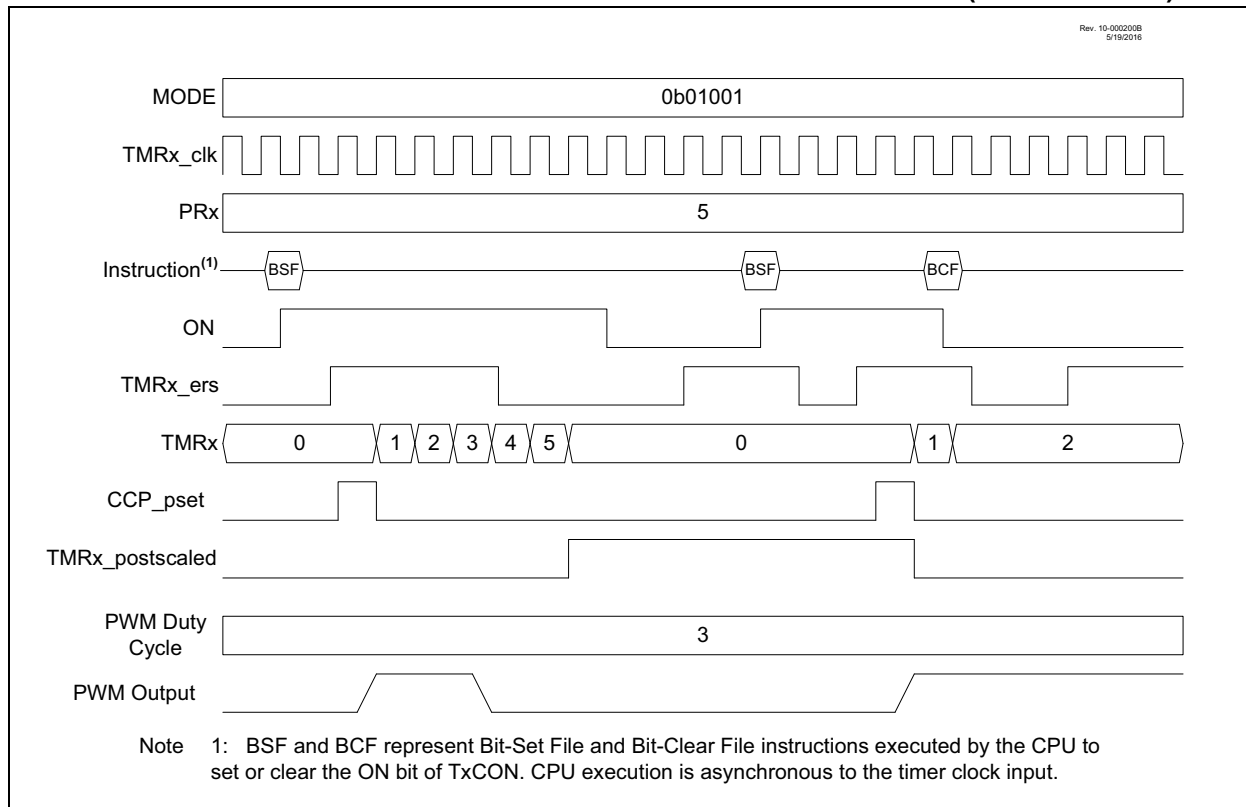 Rev. 10-000200B
5/19/2016
MODE 0b01001
TMRx_clk
PRx 5
Instruction(1) BSF BSF BCF
ON
TMRx_ers
TMRx 0 1 2 3 4 5 0 1 2
CCP_pset
TMRx_postscaled
PWM Duty
Cycle 3
PWM Output
Note 1: BSF and BCF represent Bit-Set File and Bit-Clear File instructions executed by the CPU to
set or clear the ON bit of TxCON. CPU execution is asynchronous to the timer clock input.